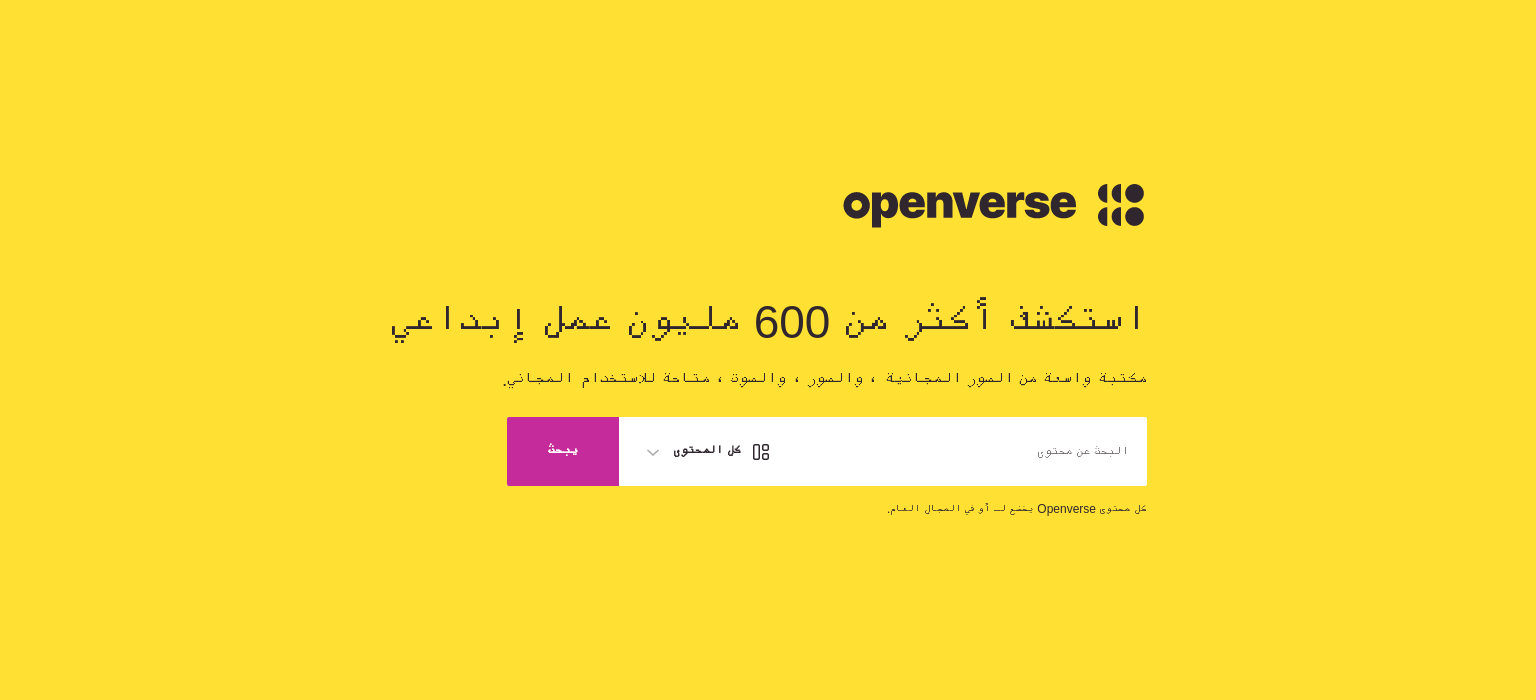 openverse
استكشف أكثر من 600 مليون عمل إبداعي
مكتبة واسعة من الصور المجانية ، والصور ، والصوت ، متاحة للاستخدام المجاني.
البحث عن محتوى
كل المحتوى
يبحث
كل محتوى Openverse يخضع لـ أو في المجال العام.